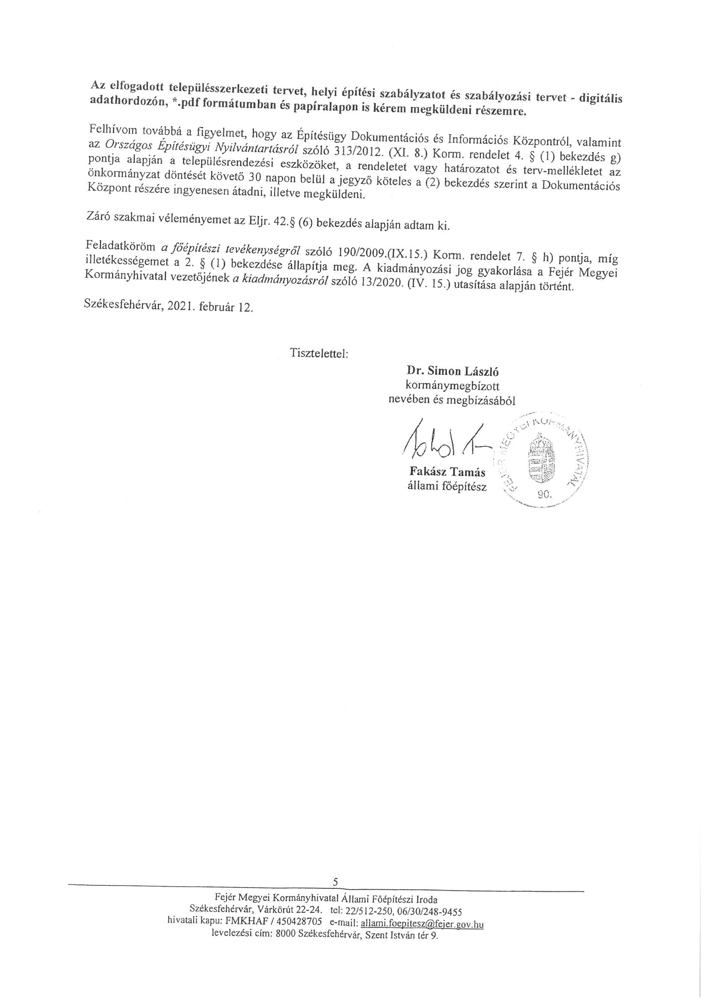 Az elfogadott településszerkezeti tervet, helyi építési szabályzatot és szabályozási tervet - digitális
adathordozón, *.pdf formátumban és papíralapon is kérem megküldeni részemre.
Felhívom továbbá a figyelmet, hogy az Építésügy Dokumentációs és Információs Központról, valamint
az Országos Építésügyi Nyilvántartásról szóló 313/2012. (XI. 8.) Korm. rendelet 4. § (1) bekezdés g)
pontja alapján a településrendezési eszközöket, a rendeletet vagy határozatot és terv-mellékletet az
önkormányzat döntését követő 30 napon belül a jegyző köteles a (2) bekezdés szerint a Dokumentációs
Központ részére ingyenesen átadni, illetve megküldeni.
Záró szakmai véleményemet az Eljr. 42.§ (6) bekezdés alapján adtam ki.
Feladatköröm a főépítészi tevékenységről szóló 190/2009.(IX.15.) Korm. rendelet 7. § h) pontja, míg
illetékességemet a 2. § (1) bekezdése állapítja meg. A kiadmányozási jog gyakorlása a Fejér Megyei
Kormányhivatal vezetőjének a kiadmányozásról szóló 13/2020. (IV. 15.) utasítása alapján történt.
Székesfehérvár, 2021. február 12.
Tisztelettel:
Dr. Simon László
kormánymegbízott
nevében és megbízásából
FEJÉR MEGYEI KORMÁNYHIVATAL
90.
Fakász Tamás
állami főépítész
5
Fejér Megyei Kormányhivatal Állami Főépítészi Iroda
Székesfehérvár, Várkörút 22-24. tel: 22/512-250, 06/30/248-9455
hivatali kapu: FMKHAF / 450428705 e-mail: allami.foepitesz@fejer.gov.hu
levelezési cím: 8000 Székesfehérvár, Szent István tér 9.